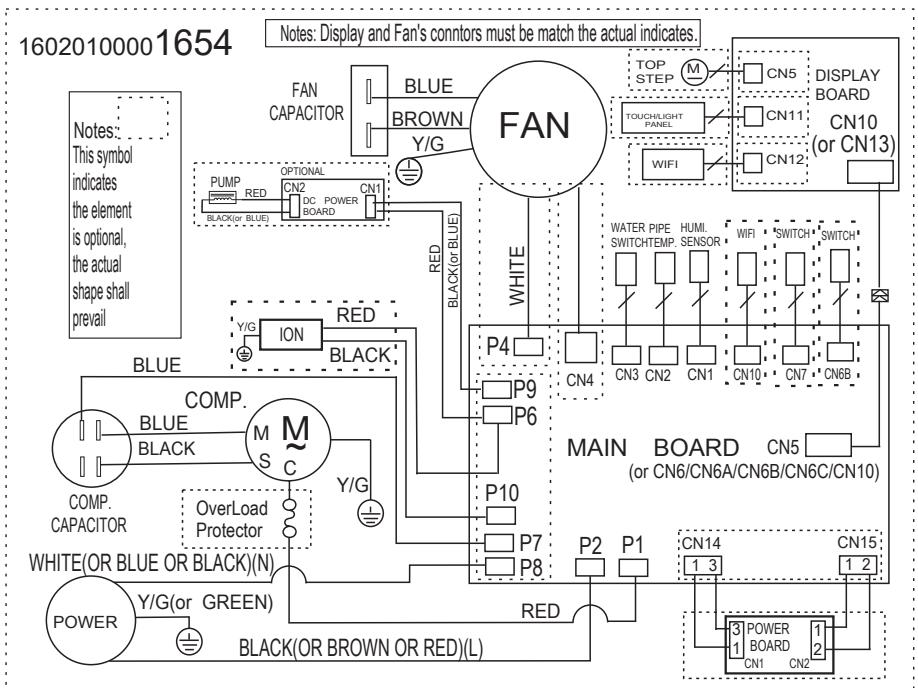 16020100001654
Notes: Display and Fan's conntors must be match the actual indicates.
Notes:
This symbol
indicates
the element
is optional,
the actual
shape shall
prevail
FAN
CAPACITOR
BLUE
BROWN
Y/G
FAN
TOP
STEP
M
CN5
TOUCH/LIGHT
PANEL
CN11
WIFI
CN12
DISPLAY
BOARD
CN10
(or CN13)
OPTIONAL
PUMP
RED
BLACK(or BLUE)
CN2
CN1
DC POWER
BOARD
RED
BLACK(or BLUE)
WHITE
WATER
SWITCH
PIPE
TEMP.
HUMI.
SENSOR
WIFI
SWITCH
SWITCH
CN3
CN2
CN1
CN10
CN7
CN6B
Y/G
ION
RED
BLACK
P4
CN4
P9
P6
P10
P7
P8
P2
P1
MAIN BOARD
CN5
(or CN6/CN6A/CN6B/CN6C/CN10)
BLUE
COMP.
BLUE
BLACK
M
M
~
S
C
Y/G
COMP.
CAPACITOR
OverLoad
Protector
WHITE(OR BLUE OR BLACK)(N)
Y/G(or GREEN)
POWER
BLACK(OR BROWN OR RED)(L)
RED
CN14
1 3
CN15
1 2
3
1
POWER
BOARD
CN1
CN2
1
2